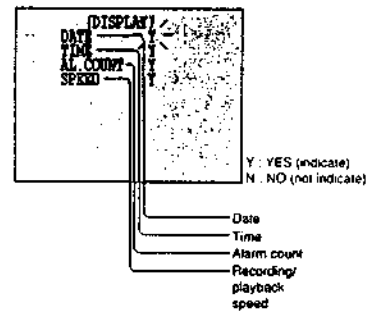 [DISPLAY]
DATE Y
TIME Y
AL.COUNT Y
SPEED Y
Y : YES (indicate)
N : NO (not indicate)
Date
Time
Alarm count
Recording/
playback
speed